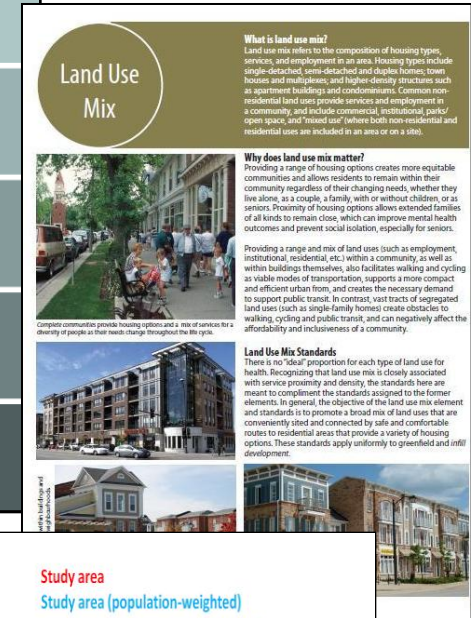 Land Use
Mix
What is land use mix?
Land use mix refers to the composition of housing types,
services, and employment in an area. Housing types include
single-detached, semi-detached and duplex homes; town
houses and multiplexes; and higher-density structures such
as apartment buildings and condominiums. Common non-
residential land uses provide services and employment in
a community, and include commercial, institutional, parks/
open space, and "mixed use" (where both non-residential and
residential uses are included in an area or on a site).
Why does land use mix matter?
Providing a range of housing options creates more equitable
communities and allows residents to remain within their
community regardless of their changing needs, whether they
live alone, as a couple, a family, with or without children, or as
seniors. Proximity of housing options allows extended families
of all kinds to remain close, which can improve mental health
outcomes and prevent social isolation, especially for seniors.
Providing a range and mix of land uses (such as employment,
institutional, residential, etc.) within a community, as well as
within buildings themselves, also facilitates walking and cycling
as viable modes of transportation, supports a more compact
and efficient urban from, and creates the necessary demand
to support public transit. In contrast, vast tracts of segregated
land uses (such as single-family homes) create obstacles to
walking, cycling and public transit, and can negatively affect the
affordability and inclusiveness of a community.
Complete communities provide housing options and a mix of services for a
diversity of people as their needs change throughout the life cycle.
Land Use Mix Standards
There is no "ideal" proportion for each type of land use for
health. Recognizing that land use mix is closely associated
with service proximity and density, the standards here are
meant to compliment the standards assigned to the former
elements. In general, the objective of the land use mix element
and standards is to promote a broad mix of land uses that are
conveniently sited and connected by safe and comfortable
routes to residential areas that provide a variety of housing
options. These standards apply uniformly to greenfield and infill
development.
within buildings and
neighbourhoods.
Study area
Study area (population-weighted)